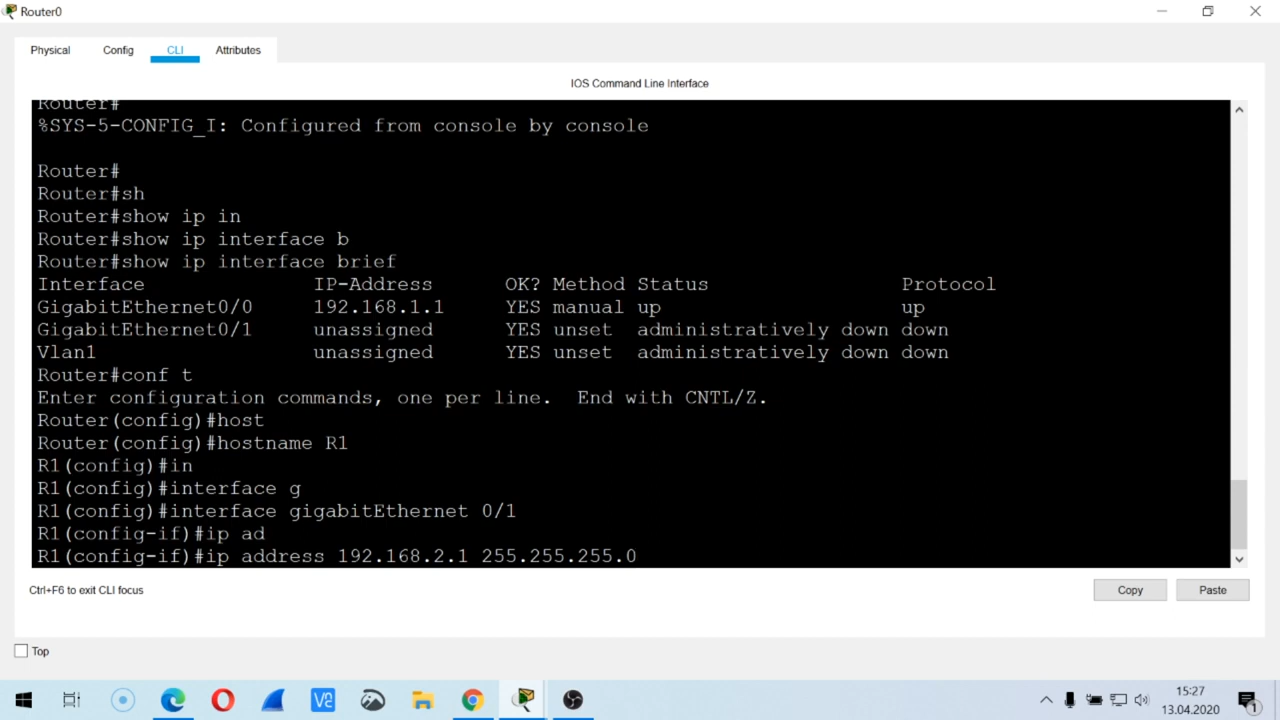 Router0
Physical Config CLI Attributes
IOS Command Line Interface
Router#
%SYS-5-CONFIG_I: Configured from console by console
Router#
Router#sh
Router#show ip in
Router#show ip interface b
Router#show ip interface brief
Interface IP-Address OK? Method Status Protocol
GigabitEthernet0/0 192.168.1.1 YES manual up up
GigabitEthernet0/1 unassigned YES unset administratively down down
Vlan1 unassigned YES unset administratively down down
Router#conf t
Enter configuration commands, one per line. End with CNTL/Z.
Router(config)#host
Router(config)#hostname R1
R1(config)#in
R1(config)#interface g
R1(config)#interface gigabitEthernet 0/1
R1(config-if)#ip ad
R1(config-if)#ip address 192.168.2.1 255.255.255.0
Ctrl+F6 to exit CLI focus
Copy Paste
Top
15:27
13.04.2020
1